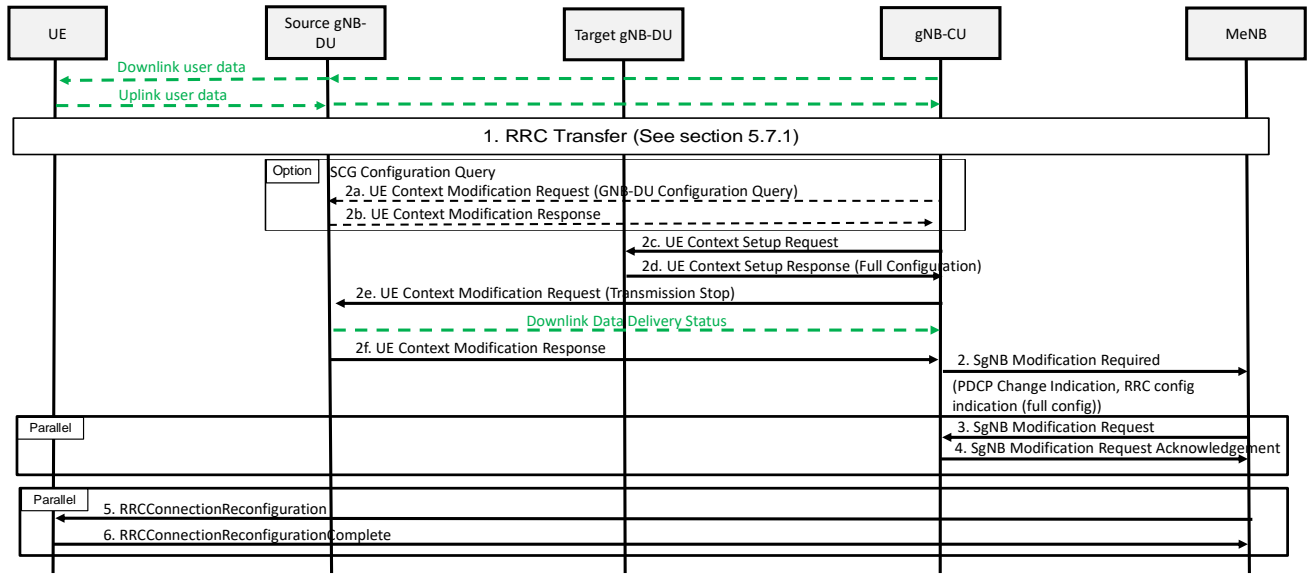 UE
Source gNB-
DU
Target gNB-DU
gNB-CU
MeNB
Downlink user data
Uplink user data
1. RRC Transfer (See section 5.7.1)
Option
SCG Configuration Query
2a. UE Context Modification Request (GNB-DU Configuration Query)
2b. UE Context Modification Response
2c. UE Context Setup Request
2d. UE Context Setup Response (Full Configuration)
2e. UE Context Modification Request (Transmission Stop)
Downlink Data Delivery Status
2f. UE Context Modification Response
2. SgNB Modification Required
(PDCP Change Indication, RRC config
indication (full config))
Parallel
3. SgNB Modification Request
4. SgNB Modification Request Acknowledgement
Parallel
5. RRCConnectionReconfiguration
6. RRCConnectionReconfigurationComplete